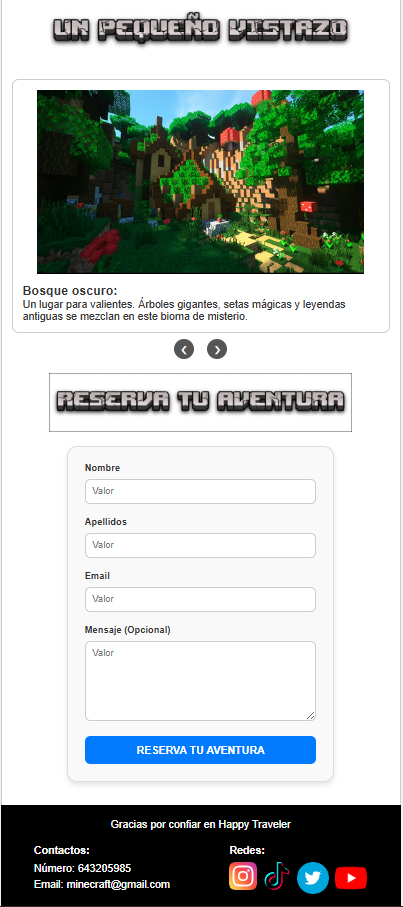 UN PEQUEÑO VISTAZO
Bosque oscuro:
Un lugar para valientes. Árboles gigantes, setas mágicas y leyendas
antiguas se mezclan en este bioma de misterio.
RESERVA TU AVENTURA
Nombre
Valor
Apellidos
Valor
Email
Valor
Mensaje (Opcional)
Valor
RESERVA TU AVENTURA
Gracias por confiar en Happy Traveler
Contactos:
Redes:
Número: 643205985
Email: minecraft@gmail.com